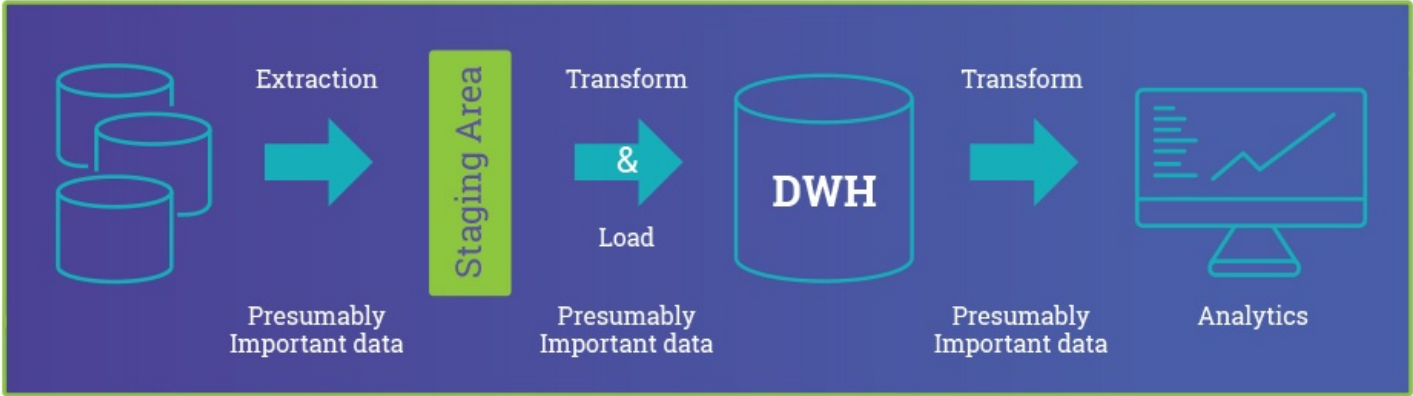 Extraction
Staging Area
Transform
&
Load
DWH
Transform
Presumably
Important data
Presumably
Important data
Presumably
Important data
Analytics